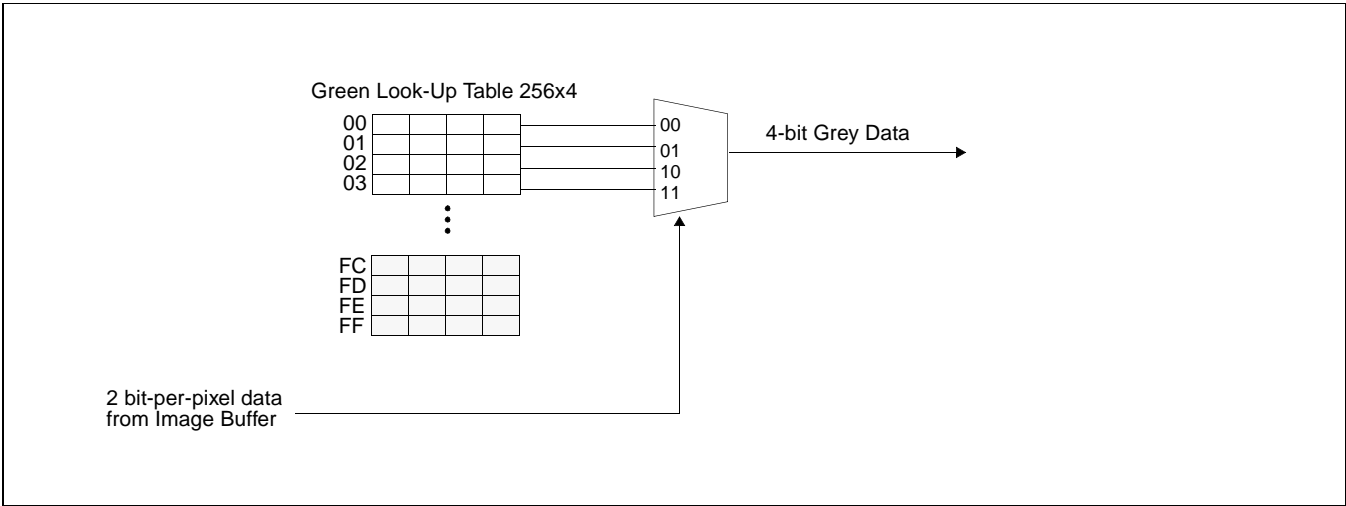 Green Look-Up Table 256x4
00
01
02
03
00
01
10
11
4-bit Grey Data
FC
FD
FE
FF
2 bit-per-pixel data
from Image Buffer